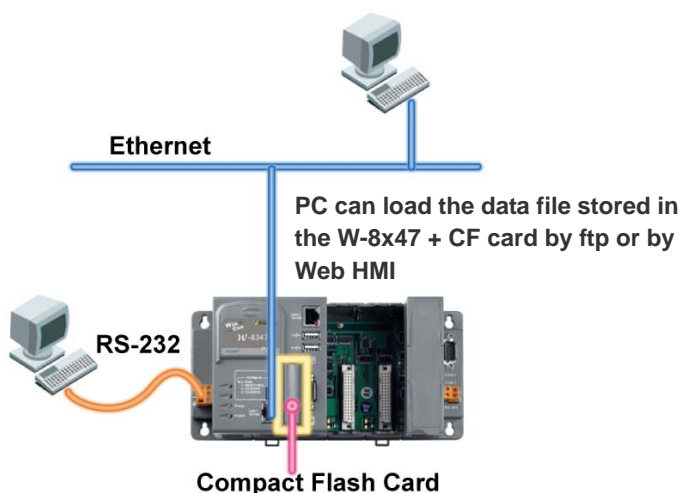 Ethernet
PC can load the data file stored in
the W-8x47 + CF card by ftp or by
Web HMI
RS-232
W-8347
Compact Flash Card